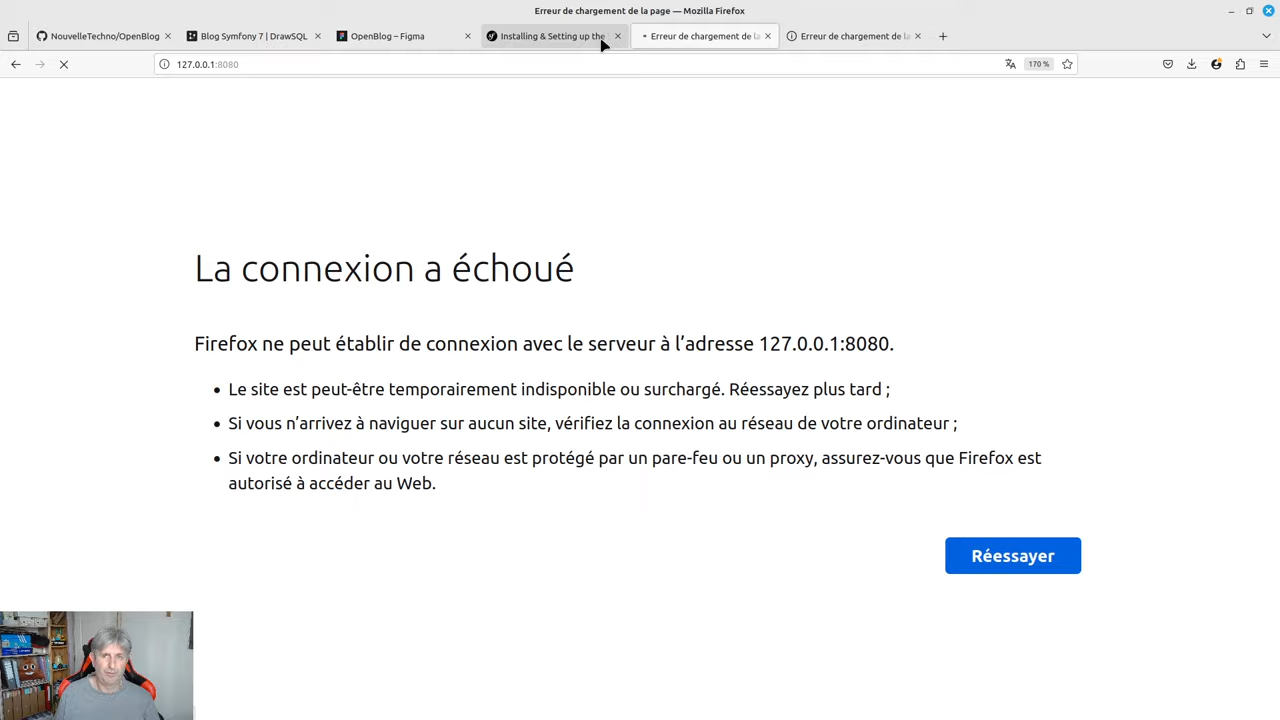 Erreur de chargement de la page — Mozilla Firefox
NouvelleTechno/OpenBlog
Blog Symfony 7 | DrawSQL
OpenBlog – Figma
Installing & Setting up the
Erreur de chargement de la
Erreur de chargement de la
127.0.0.1:8080
170 %
La connexion a échoué
Firefox ne peut établir de connexion avec le serveur à l’adresse 127.0.0.1:8080.
• Le site est peut-être temporairement indisponible ou surchargé. Réessayez plus tard ;
• Si vous n’arrivez à naviguer sur aucun site, vérifiez la connexion au réseau de votre ordinateur ;
• Si votre ordinateur ou votre réseau est protégé par un pare-feu ou un proxy, assurez-vous que Firefox est
autorisé à accéder au Web.
Réessayer